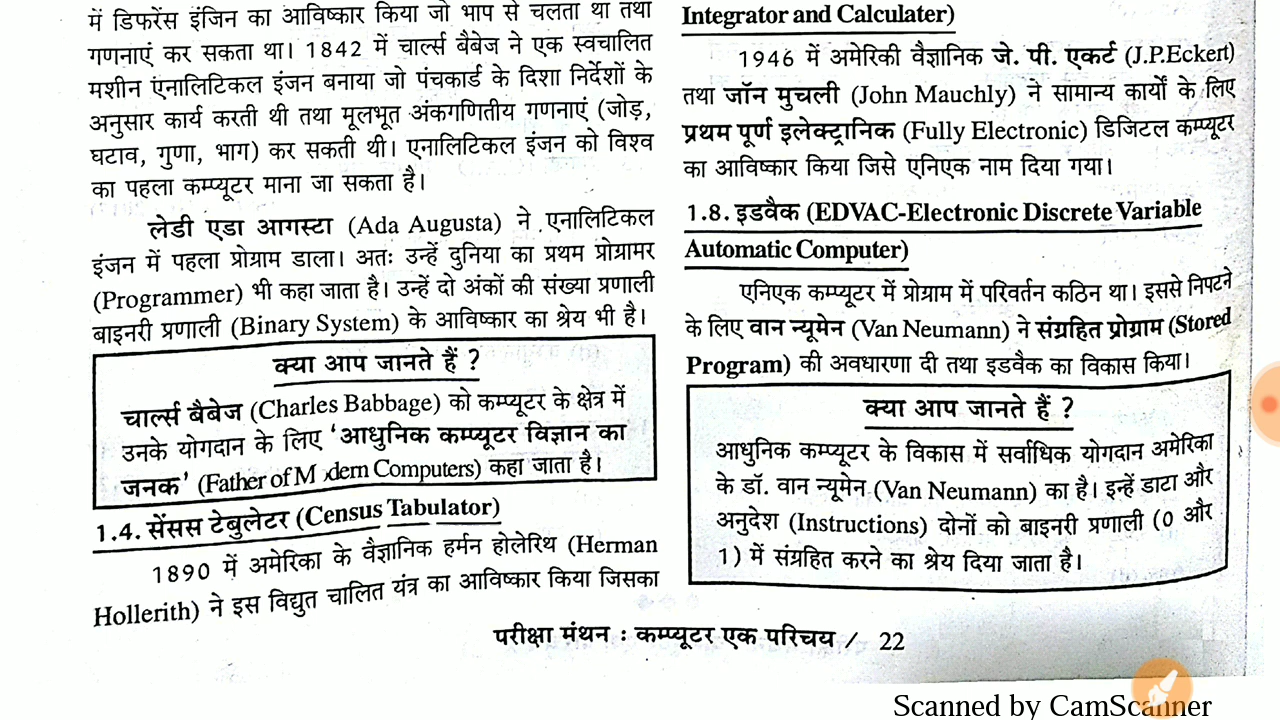 में डिफरेंस इंजिन का आविष्कार किया जो भाप से चलता था तथा
गणनाएं कर सकता था। 1842 में चार्ल्स बैबेज ने एक स्वचालित
मशीन एंनालिटिकल इंजन बनाया जो पंचकार्ड के दिशा निर्देशों के
अनुसार कार्य करती थी तथा मूलभूत अंकगणितीय गणनाएं (जोड़,
घटाव, गुणा, भाग) कर सकती थी। एनालिटिकल इंजन को विश्व
का पहला कम्प्यूटर माना जा सकता है।
लेडी एडा आगस्टा (Ada Augusta) ने एनालिटिकल
इंजन में पहला प्रोग्राम डाला। अतः उन्हें दुनिया का प्रथम प्रोग्रामर
(Programmer) भी कहा जाता है। उन्हें दो अंकों की संख्या प्रणाली
बाइनरी प्रणाली (Binary System) के आविष्कार का श्रेय भी है।
क्या आप जानते हैं ?
चार्ल्स बैबेज (Charles Babbage) को कम्प्यूटर के क्षेत्र में
उनके योगदान के लिए ‘आधुनिक कम्प्यूटर विज्ञान का
जनक’ (Father of Modern Computers) कहा जाता है।
1.4. सेंसस टेबुलेटर (Census Tabulator)
1890 में अमेरिका के वैज्ञानिक हर्मन होलेरिथ (Herman
Hollerith) ने इस विद्युत चालित यंत्र का आविष्कार किया जिसका
Integrator and Calculater)
1946 में अमेरिकी वैज्ञानिक जे. पी. एकर्ट (J.P.Eckert)
तथा जॉन मुचली (John Mauchly) ने सामान्य कार्यों के लिए
प्रथम पूर्ण इलेक्ट्रानिक (Fully Electronic) डिजिटल कम्प्यूटर
का आविष्कार किया जिसे एनिएक नाम दिया गया।
1.8. इडवैक (EDVAC-Electronic Discrete Variable
Automatic Computer)
एनिएक कम्प्यूटर में प्रोग्राम में परिवर्तन कठिन था। इससे निपटने
के लिए वान न्यूमेन (Van Neumann) ने संग्रहित प्रोग्राम (Stored
Program) की अवधारणा दी तथा इडवैक का विकास किया।
क्या आप जानते हैं ?
आधुनिक कम्प्यूटर के विकास में सर्वाधिक योगदान अमेरिका
के डॉ. वान न्यूमेन (Van Neumann) का है। इन्हें डाटा और
अनुदेश (Instructions) दोनों को बाइनरी प्रणाली (0 और
1) में संग्रहित करने का श्रेय दिया जाता है।
परीक्षा मंथन : कम्प्यूटर एक परिचय / 22
Scanned by CamScanner